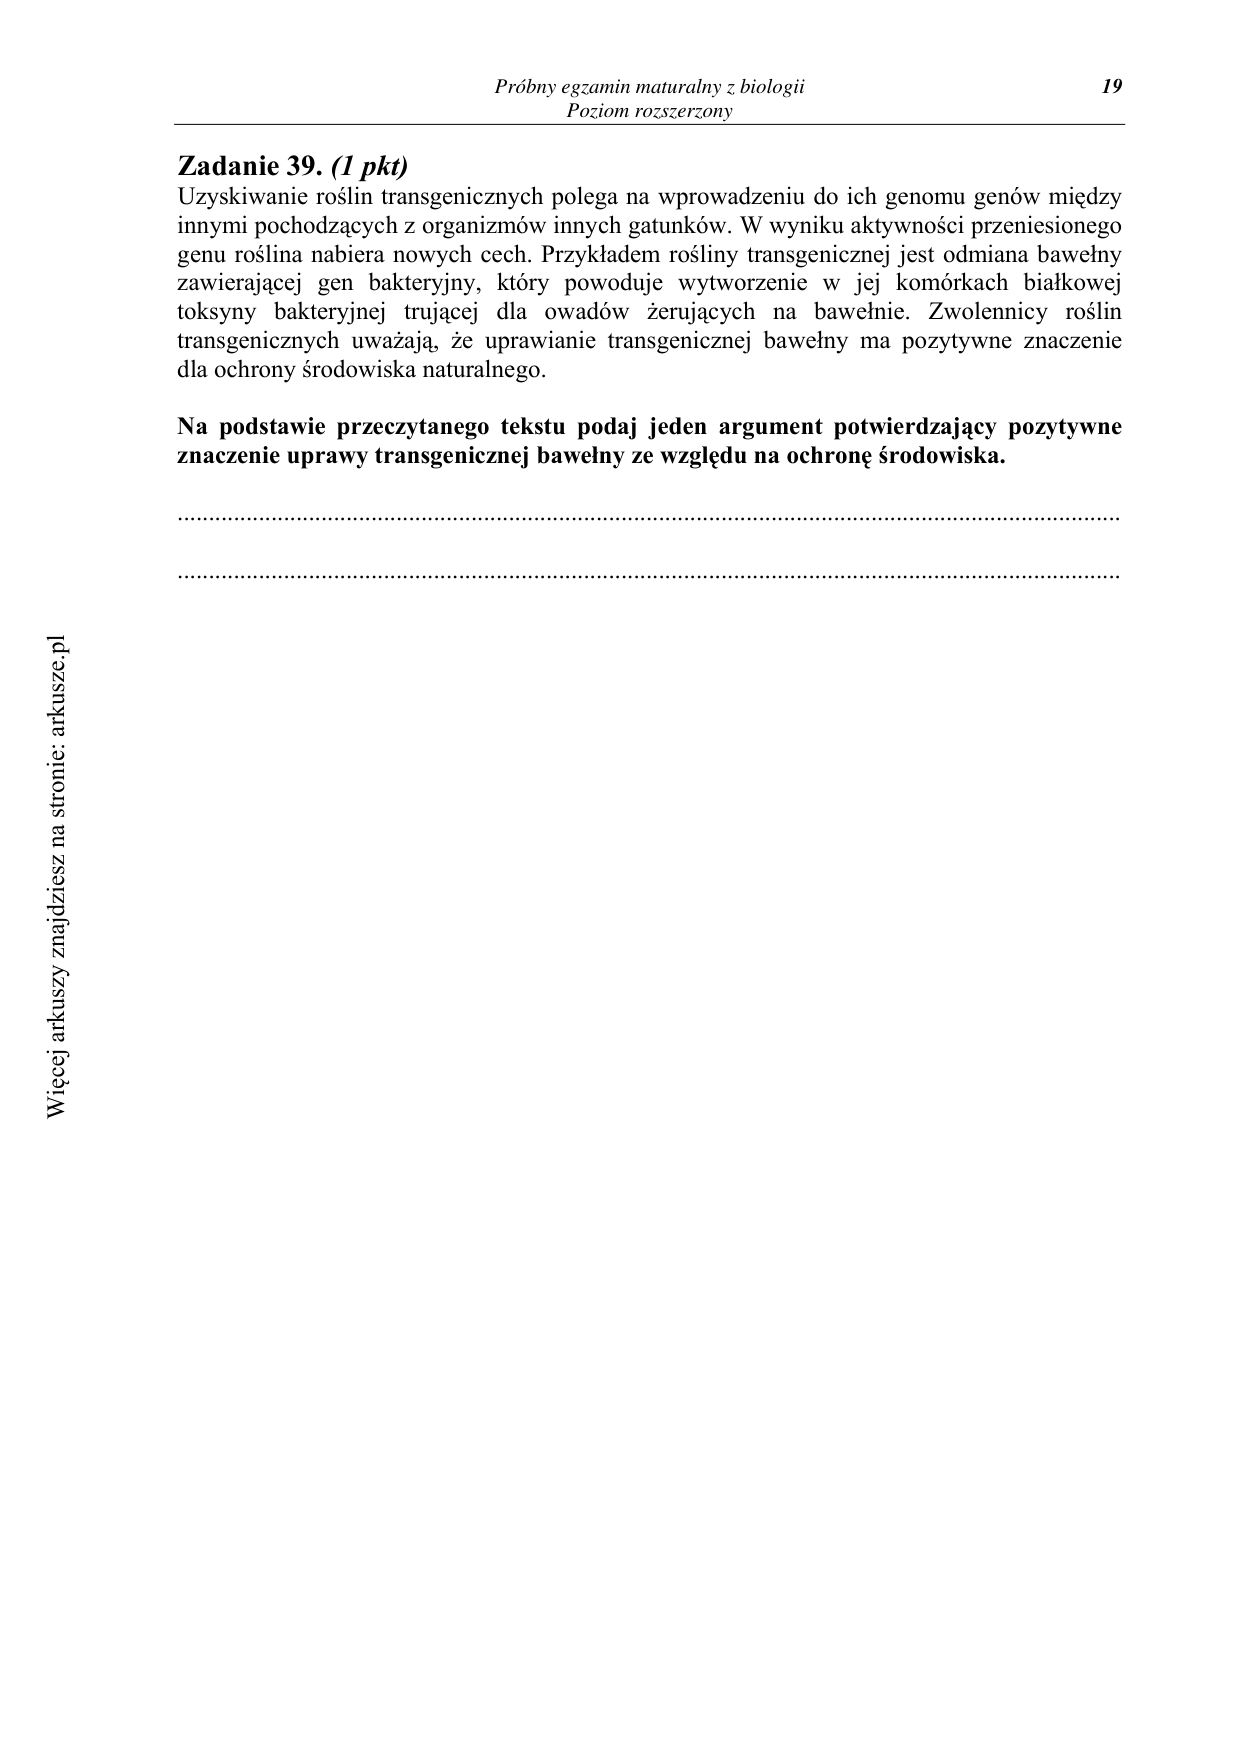 Próbny egzamin maturalny z biologii
Poziom rozszerzony
19
Zadanie 39. (1 pkt)
Uzyskiwanie roślin transgenicznych polega na wprowadzeniu do ich genomu genów między
innymi pochodzących z organizmów innych gatunków. W wyniku aktywności przeniesionego
genu roślina nabiera nowych cech. Przykładem rośliny transgenicznej jest odmiana bawełny
zawierającej gen bakteryjny, który powoduje wytworzenie w jej komórkach białkowej
toksyny bakteryjnej trującej dla owadów żerujących na bawełnie. Zwolennicy roślin
transgenicznych uważają, że uprawianie transgenicznej bawełny ma pozytywne znaczenie
dla ochrony środowiska naturalnego.
Na podstawie przeczytanego tekstu podaj jeden argument potwierdzający pozytywne
znaczenie uprawy transgenicznej bawełny ze względu na ochronę środowiska.
Więcej arkuszy znajdziesz na stronie: arkusze.pl